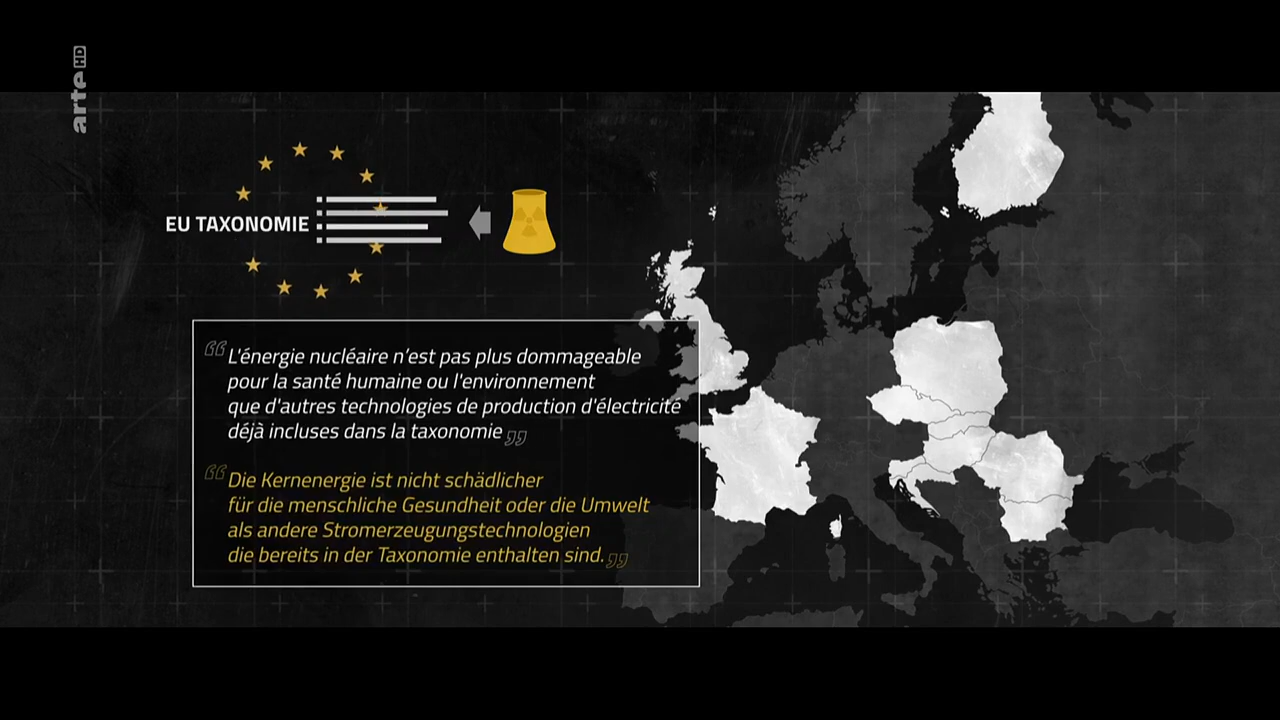 arte HD
EU TAXONOMIE
“L'énergie nucléaire n’est pas plus dommageable
pour la santé humaine ou l'environnement
que d'autres technologies de production d'électricité
déjà incluses dans la taxonomie”
“Die Kernenergie ist nicht schädlicher
für die menschliche Gesundheit oder die Umwelt
als andere Stromerzeugungstechnologien
die bereits in der Taxonomie enthalten sind.”